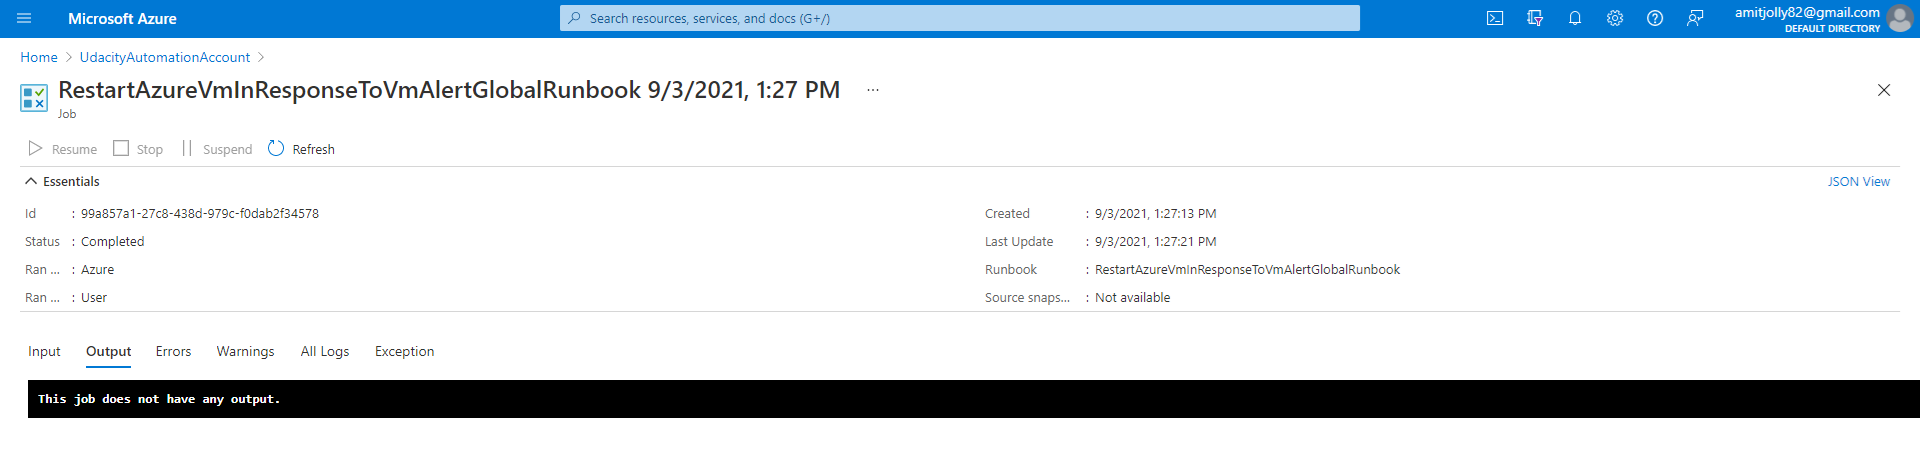 Microsoft Azure
Search resources, services, and docs (G+/)
amitjolly82@gmail.com
DEFAULT DIRECTORY
Home > UdacityAutomationAccount >
RestartAzureVmInResponseToVmAlertGlobalRunbook 9/3/2021, 1:27 PM ...
Job
Resume Stop Suspend Refresh
Essentials JSON View
Id : 99a857a1-27c8-438d-979c-f0dab2f34578 Created : 9/3/2021, 1:27:13 PM
Status : Completed Last Update : 9/3/2021, 1:27:21 PM
Ran ... : Azure Runbook : RestartAzureVmInResponseToVmAlertGlobalRunbook
Ran ... : User Source snaps... : Not available
Input Output Errors Warnings All Logs Exception
This job does not have any output.